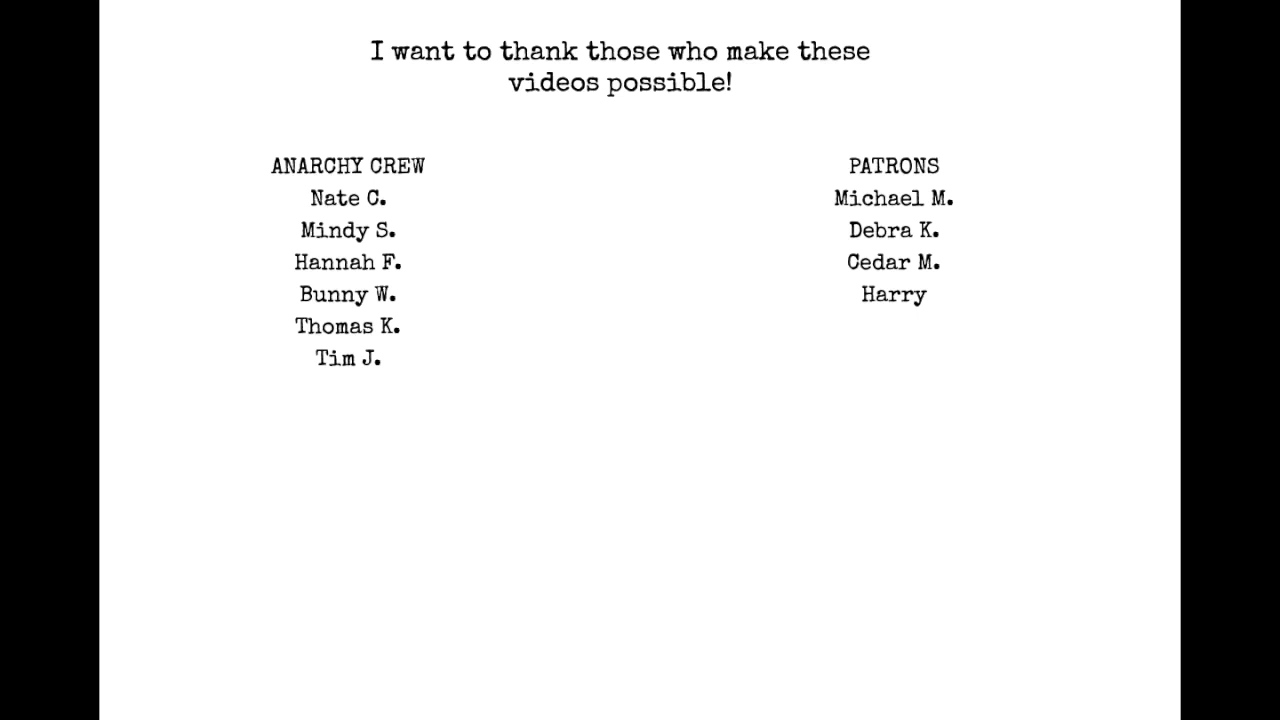 I want to thank those who make these
videos possible!
ANARCHY CREW
Nate C.
Mindy S.
Hannah F.
Bunny W.
Thomas K.
Tim J.
PATRONS
Michael M.
Debra K.
Cedar M.
Harry